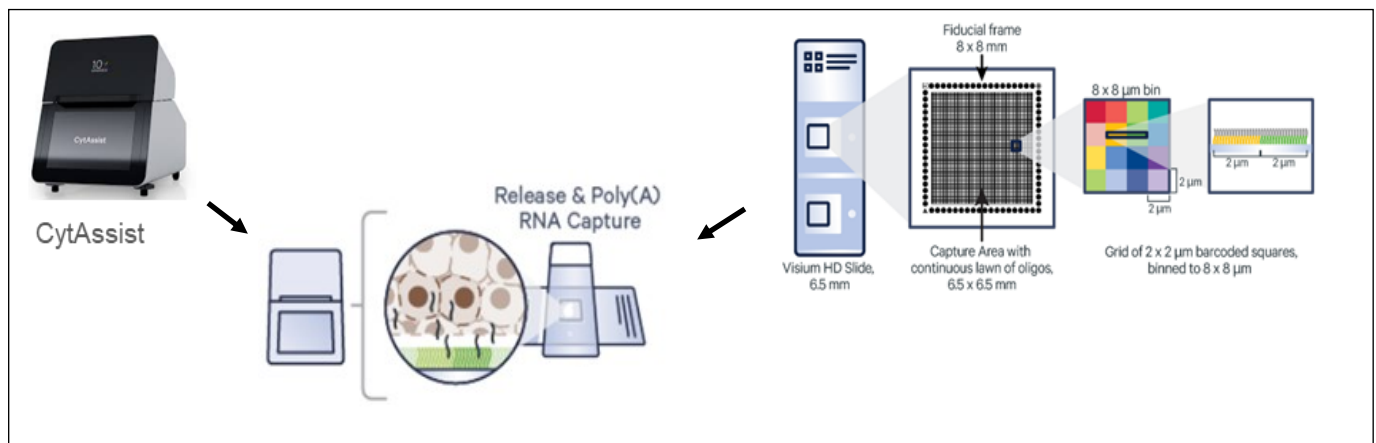 10x
CytAssist
CytAssist
Release & Poly(A)
RNA Capture
Fiducial frame
8 x 8 mm
Visium HD Slide,
6.5 mm
Capture Area with
continuous lawn of oligos,
6.5 x 6.5 mm
8 x 8 µm bin
2 µm
2 µm
2 µm
2 µm
Grid of 2 x 2 µm barcoded squares,
binned to 8 x 8 µm